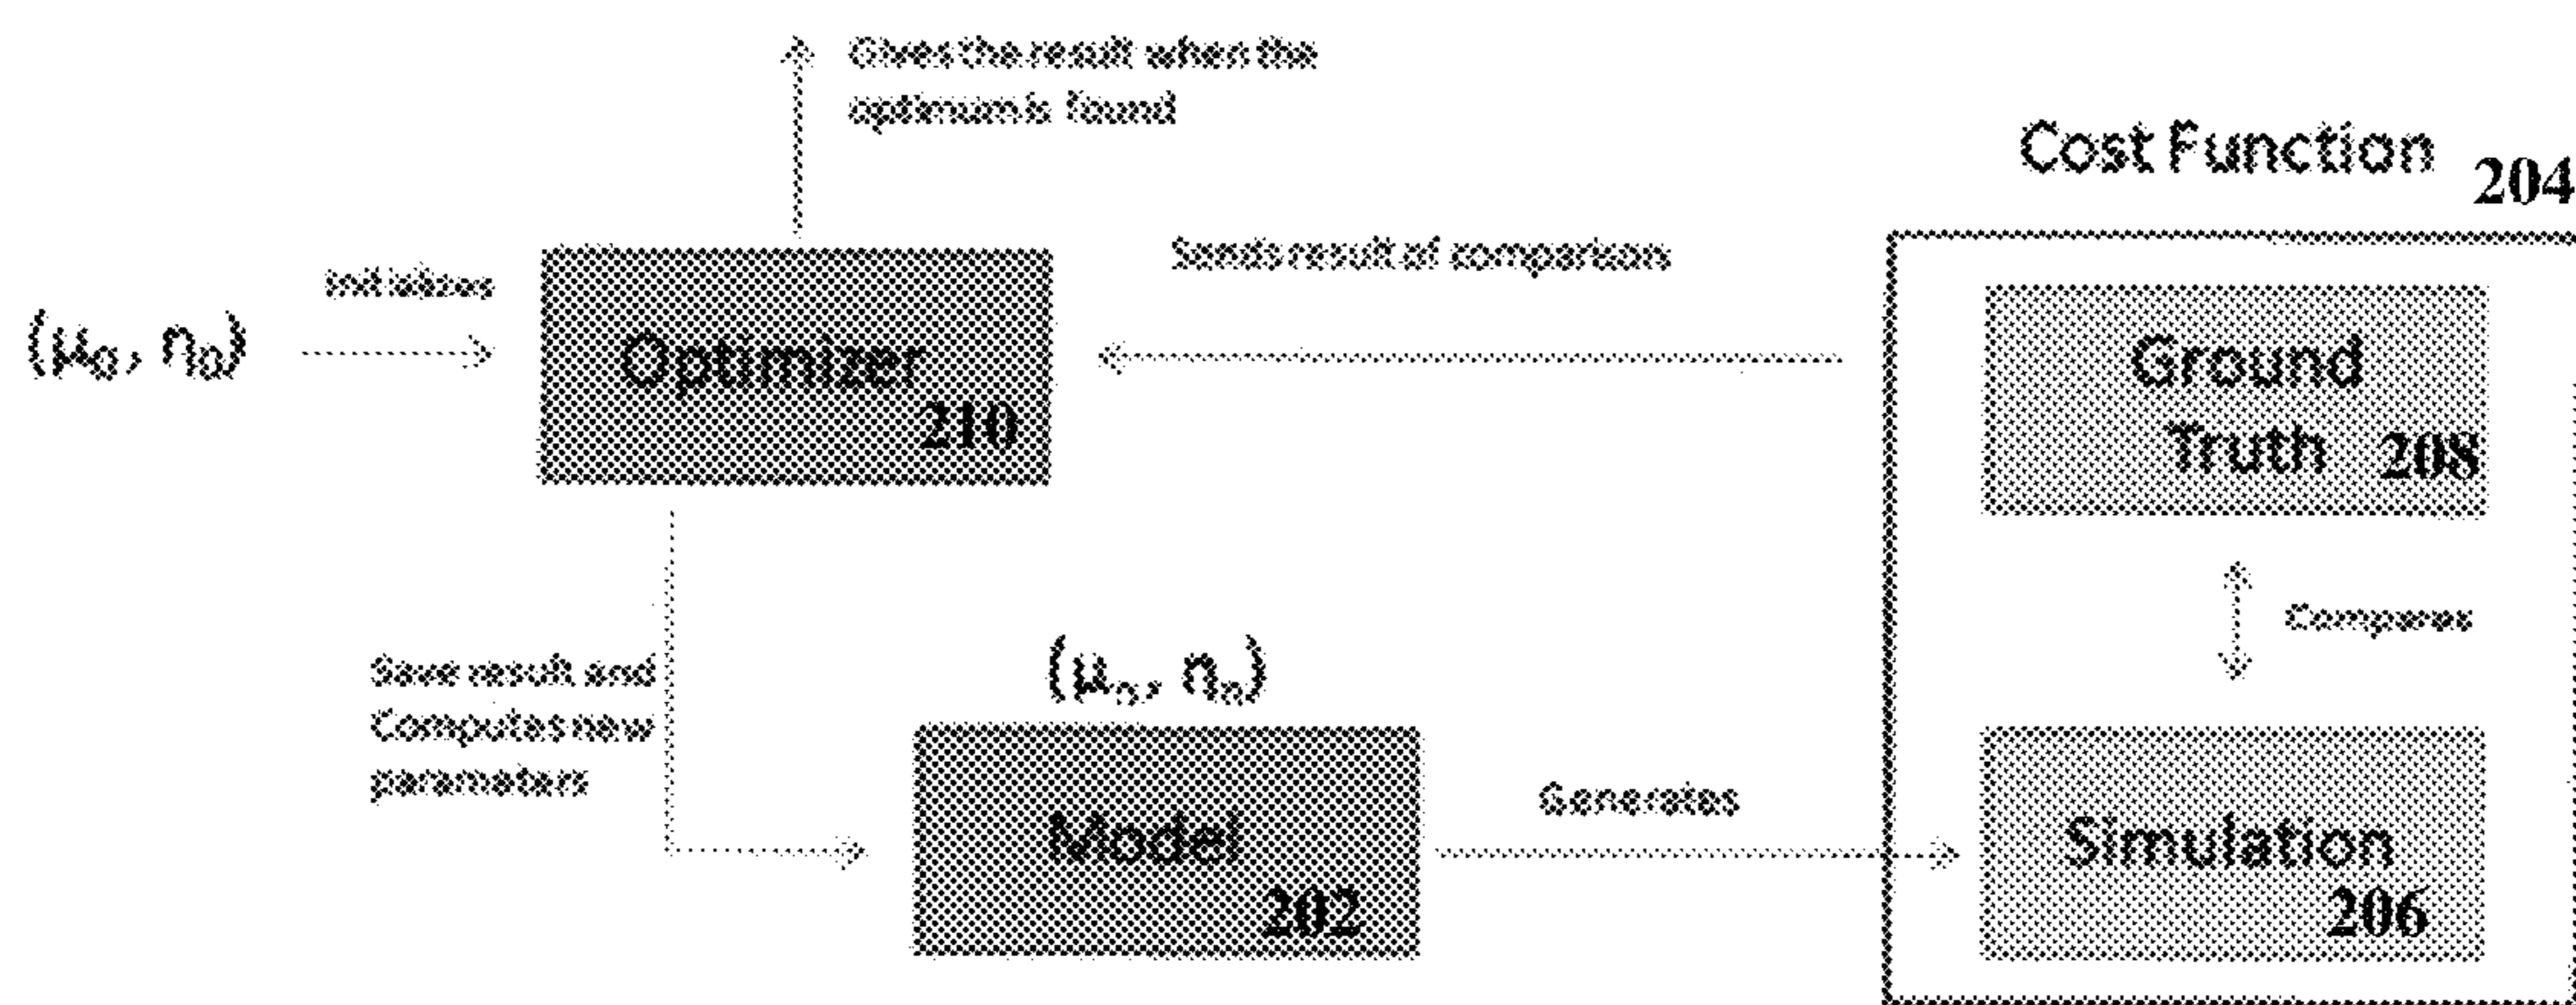 Gives the result when the
optimum is found
Cost Function 204
Initializes
Sends result of comparison
(μ₀, η₀)
Optimizer
210
Ground
Truth 208
Compares
Save result and
Computes new
parameters
(μₙ, ηₙ)
Generates
Model
202
Simulation
206